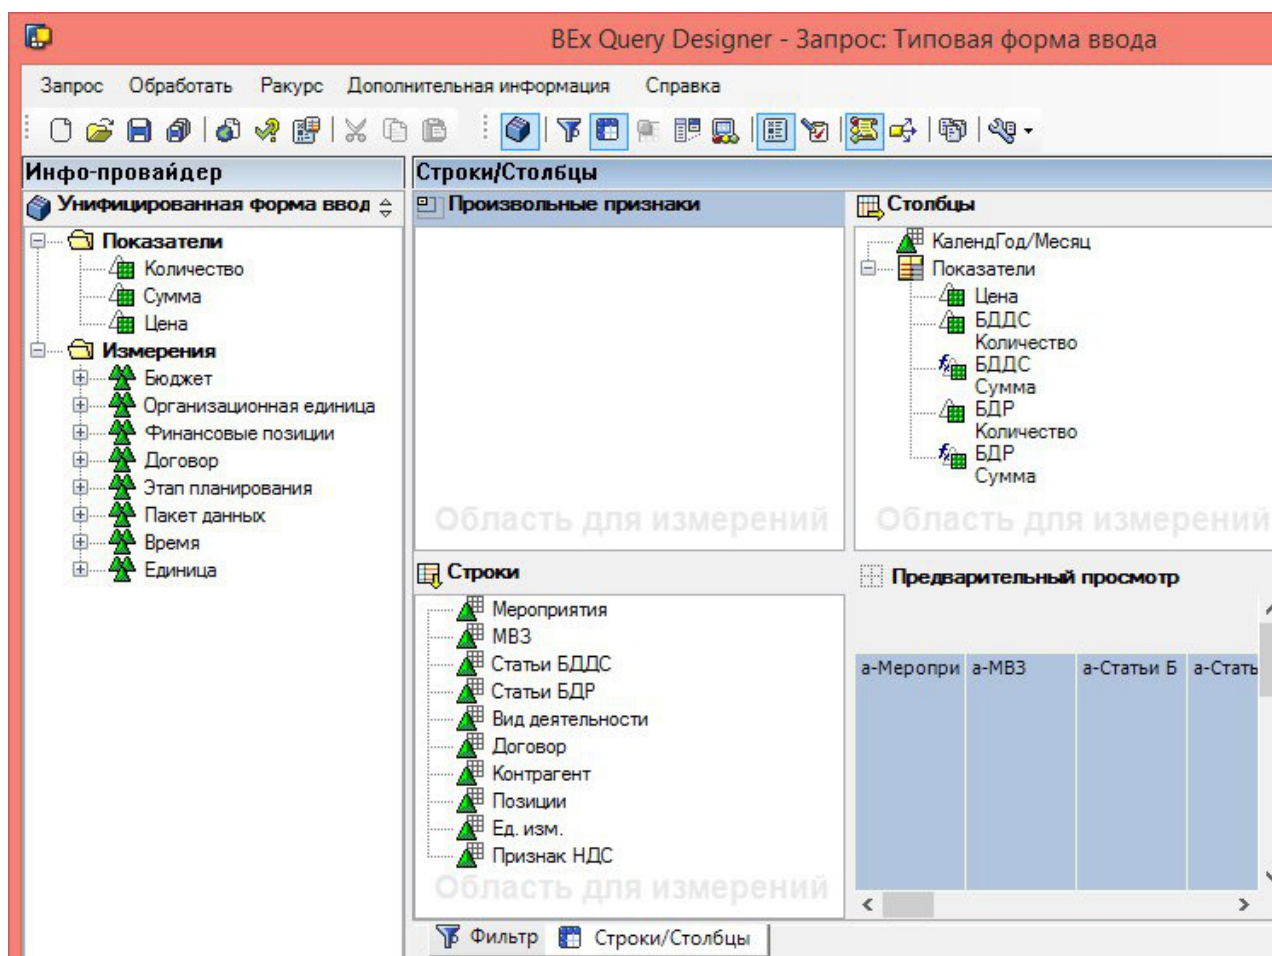 BEx Query Designer - Запрос: Типовая форма ввода
Запрос Обработать Ракурс Дополнительная информация Справка
Инфо-провайдер
Унифицированная форма ввод
Показатели
Количество
Сумма
Цена
Измерения
Бюджет
Организационная единица
Финансовые позиции
Договор
Этап планирования
Пакет данных
Время
Единица
Строки/Столбцы
Произвольные признаки
Область для измерений
Столбцы
КалендГод/Месяц
Показатели
Цена
БДДС
Количество
БДДС
Сумма
БДР
Количество
БДР
Сумма
Область для измерений
Строки
Мероприятия
МВЗ
Статьи БДДС
Статьи БДР
Вид деятельности
Договор
Контрагент
Позиции
Ед. изм.
Признак НДС
Область для измерений
Предварительный просмотр
а-Меропри а-МВЗ а-Статьи Б а-Стать
Фильтр Строки/Столбцы